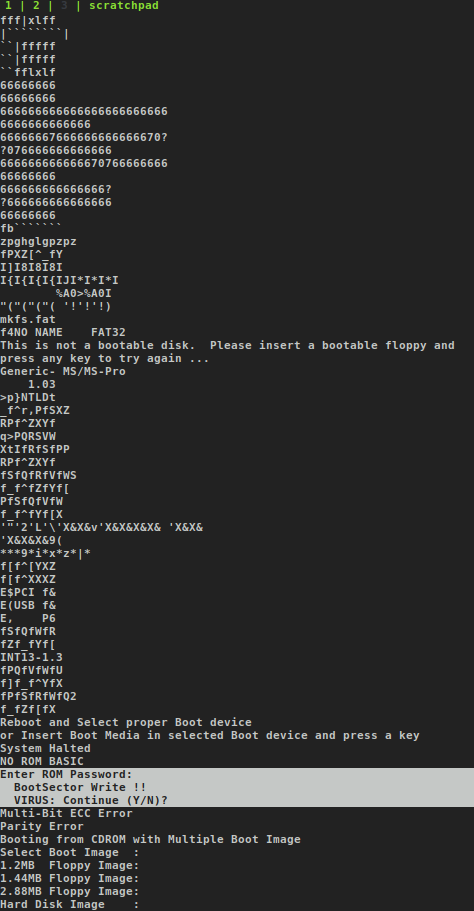 1 | 2 | 3 | scratchpad
fff|xlff
|````````|
``|fffff
``|fffff
``fflxlf
66666666
66666666
666666666666666666666666
6666666666666
66666667666666666666670?
?076666666666666
666666666666670766666666
66666666
666666666666666?
?666666666666666
66666666
fb```````
zpghglgpzpz
fPXZ[^_fY
I]I8I8I8I
I{I{I{I{IJI*I*I*I
        %A0>%A0I
"("("("( '!'!'!)
mkfs.fat
f4NO NAME    FAT32
This is not a bootable disk.  Please insert a bootable floppy and
press any key to try again ...
Generic- MS/MS-Pro
    1.03
>p}NTLDt
_f^r,PfSXZ
RPf^ZXYf
q>PQRSVW
XtIfRfSfPP
RPf^ZXYf
fSfQfRfVfWS
f_f^fZfYf[
PfSfQfVfW
f_f^fYf[X
'"'2'L'\'X&X&v'X&X&X&X& 'X&X&
'X&X&X&9(
***9*i*x*z*|*
f[f^[YXZ
f[f^XXXZ
E$PCI f&
E(USB f&
E,    P6
fSfQfWfR
fZf_fYf[
INT13-1.3
fPQfVfWfU
f]f_f^YfX
fPfSfRfWfQ2
f_fZf[fX
Reboot and Select proper Boot device
or Insert Boot Media in selected Boot device and press a key
System Halted
NO ROM BASIC
Enter ROM Password:
  BootSector Write !!
  VIRUS: Continue (Y/N)?
Multi-Bit ECC Error
Parity Error
Booting from CDROM with Multiple Boot Image
Select Boot Image  :
1.2MB  Floppy Image:
1.44MB Floppy Image:
2.88MB Floppy Image:
Hard Disk Image    :